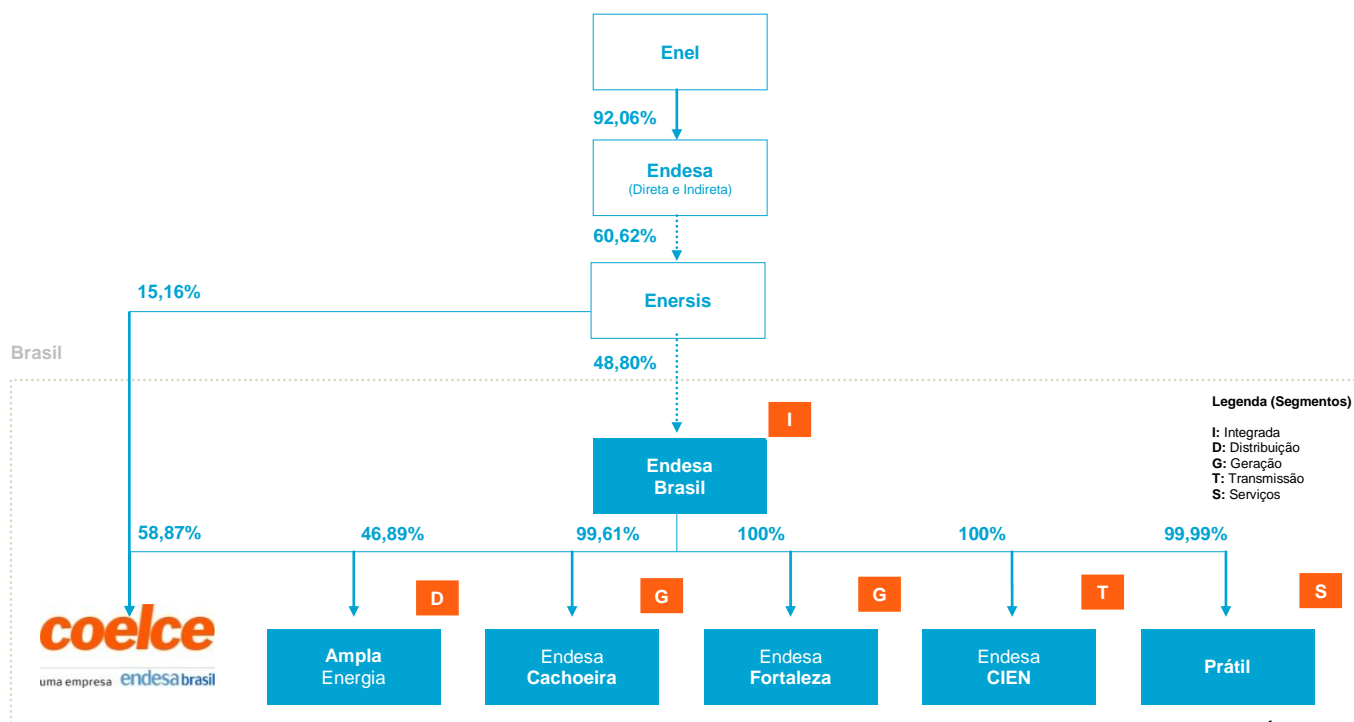 Enel
92,06%
Endesa
(Direta e Indireta)
60,62%
Enersis
15,16%
48,80%
Brasil
I
Legenda (Segmentos)
I: Integrada
D: Distribuição
G: Geração
T: Transmissão
S: Serviços
Endesa
Brasil
58,87%
46,89%
99,61%
100%
100%
99,99%
D
G
G
T
S
coelce
uma empresa endesa brasil
Ampla
Energia
Endesa
Cachoeira
Endesa
Fortaleza
Endesa
CIEN
Prátil